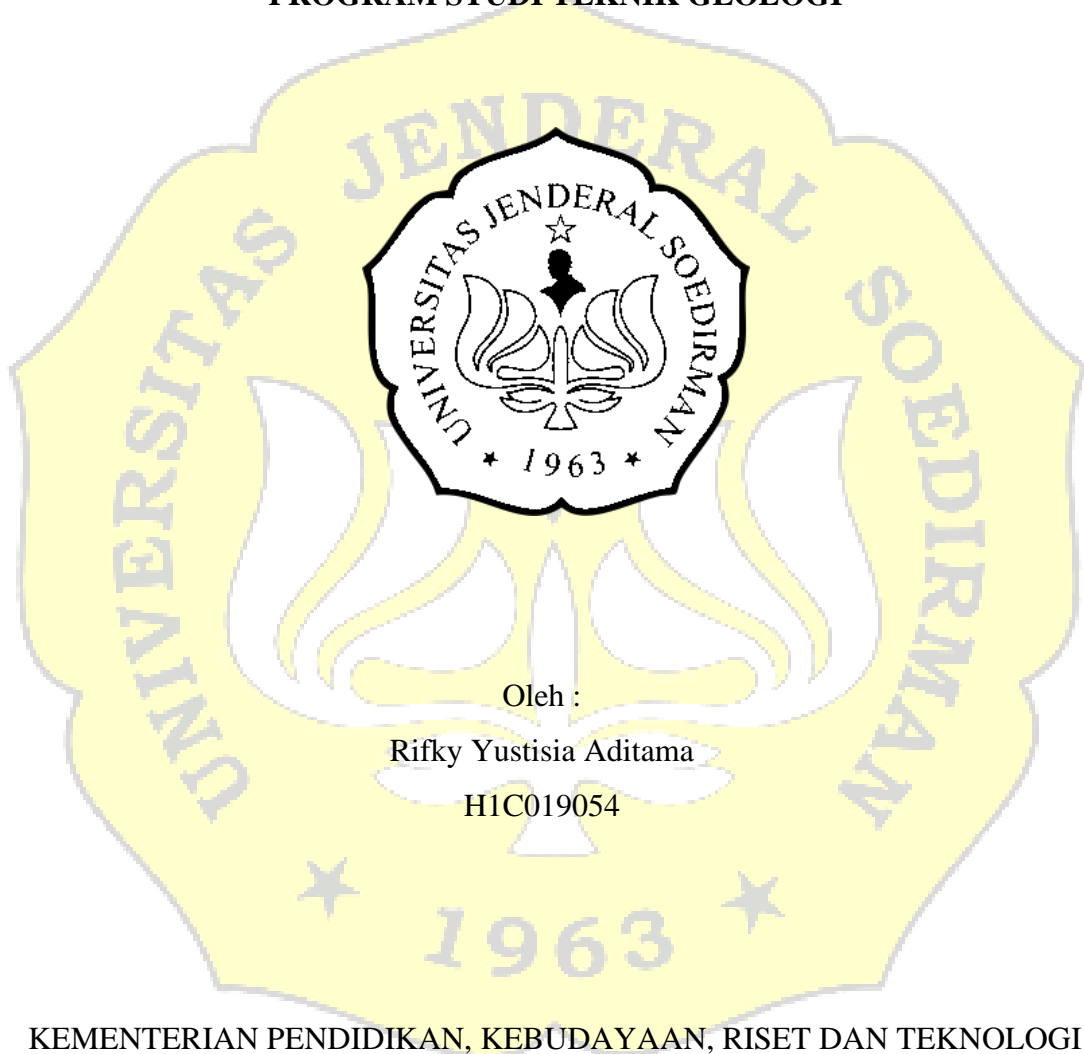 PROGRAM STUDI TEKNIK GEOLOGI
UNIVERSITAS JENDERAL SOEDIRMAN
★ 1963 ★
UNIVERSITAS JENDERAL SOEDIRMAN
★ 1963 ★
Oleh :
Rifky Yustisia Aditama
H1C019054
KEMENTERIAN PENDIDIKAN, KEBUDAYAAN, RISET DAN TEKNOLOGI